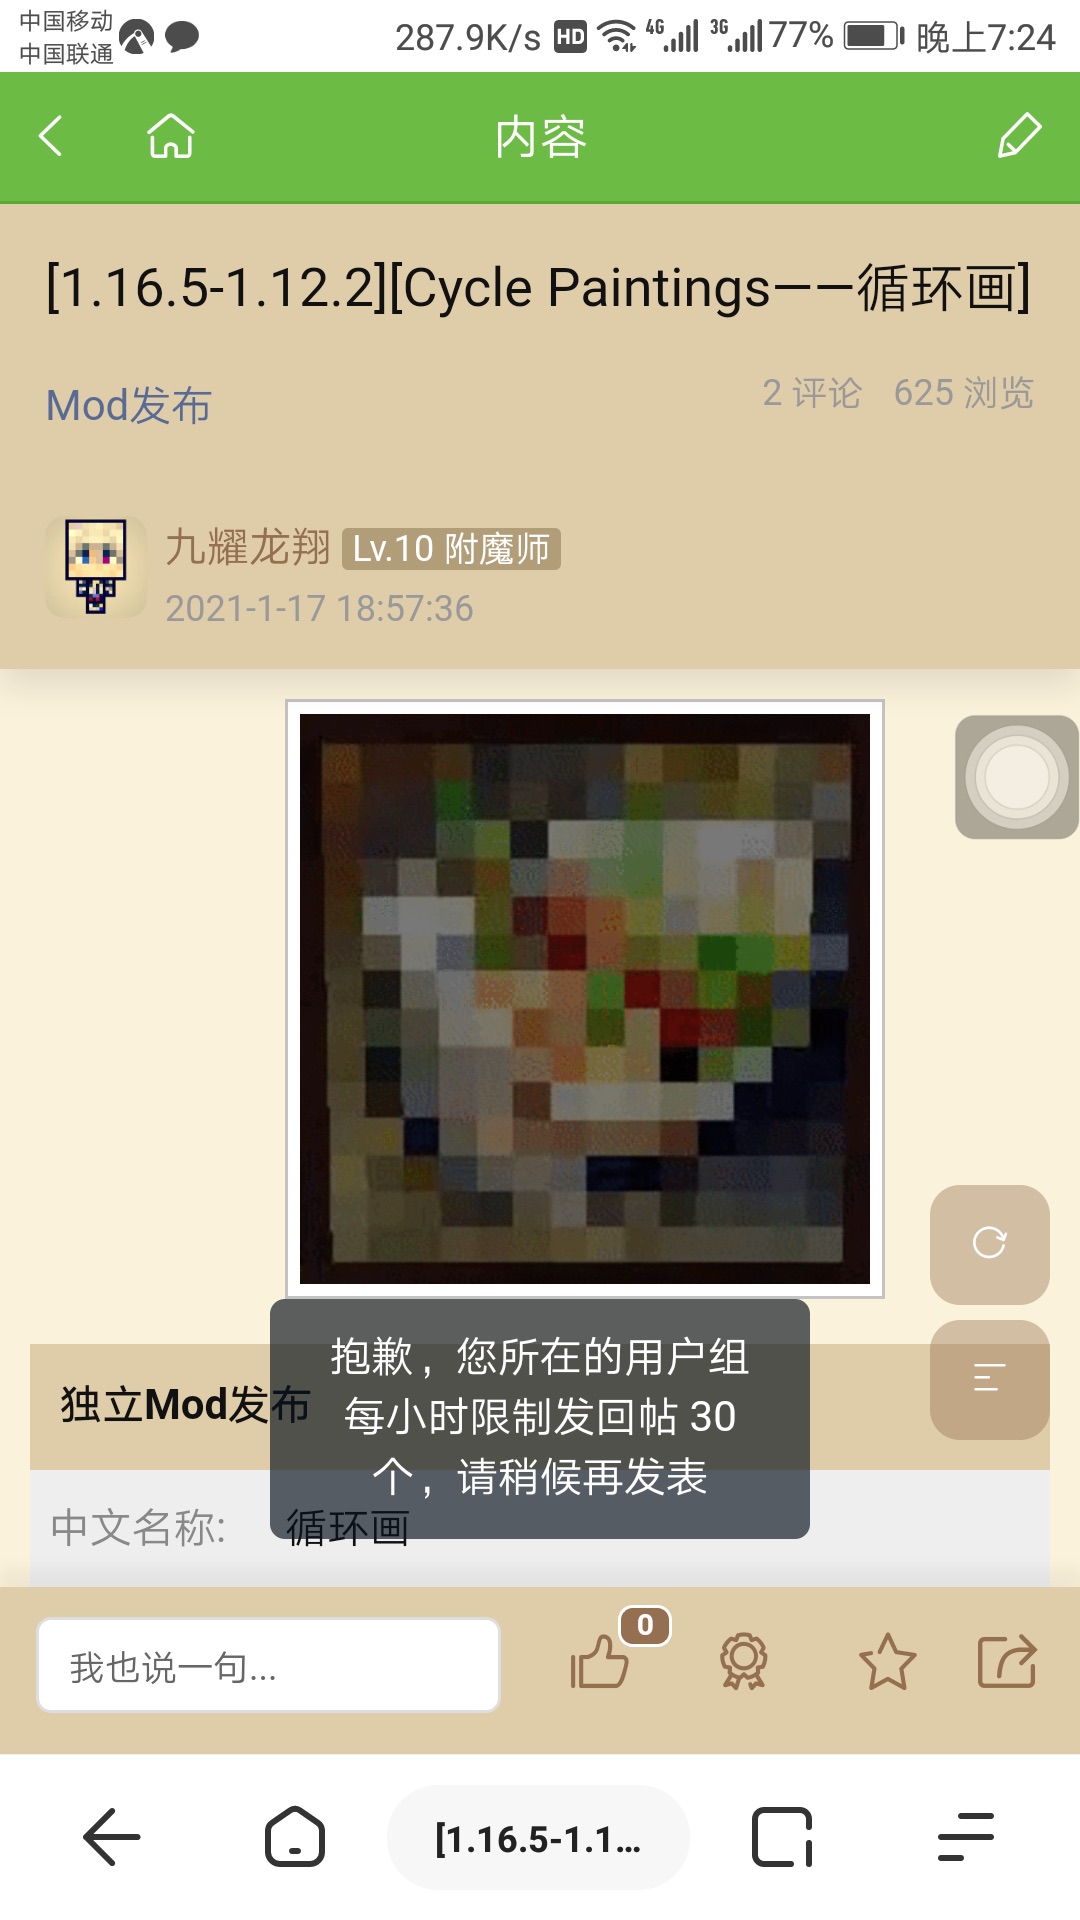 中国移动
中国联通
287.9K/s HD 4G 3G 77% 晚上7:24
内容
[1.16.5-1.12.2][Cycle Paintings——循环画]
Mod发布
2 评论 625 浏览
九耀龙翔 Lv.10 附魔师
2021-1-17 18:57:36
独立Mod发布
抱歉，您所在的用户组
每小时限制发回帖 30
个，请稍候再发表
中文名称: 循环画
我也说一句...
0
[1.16.5-1.1...